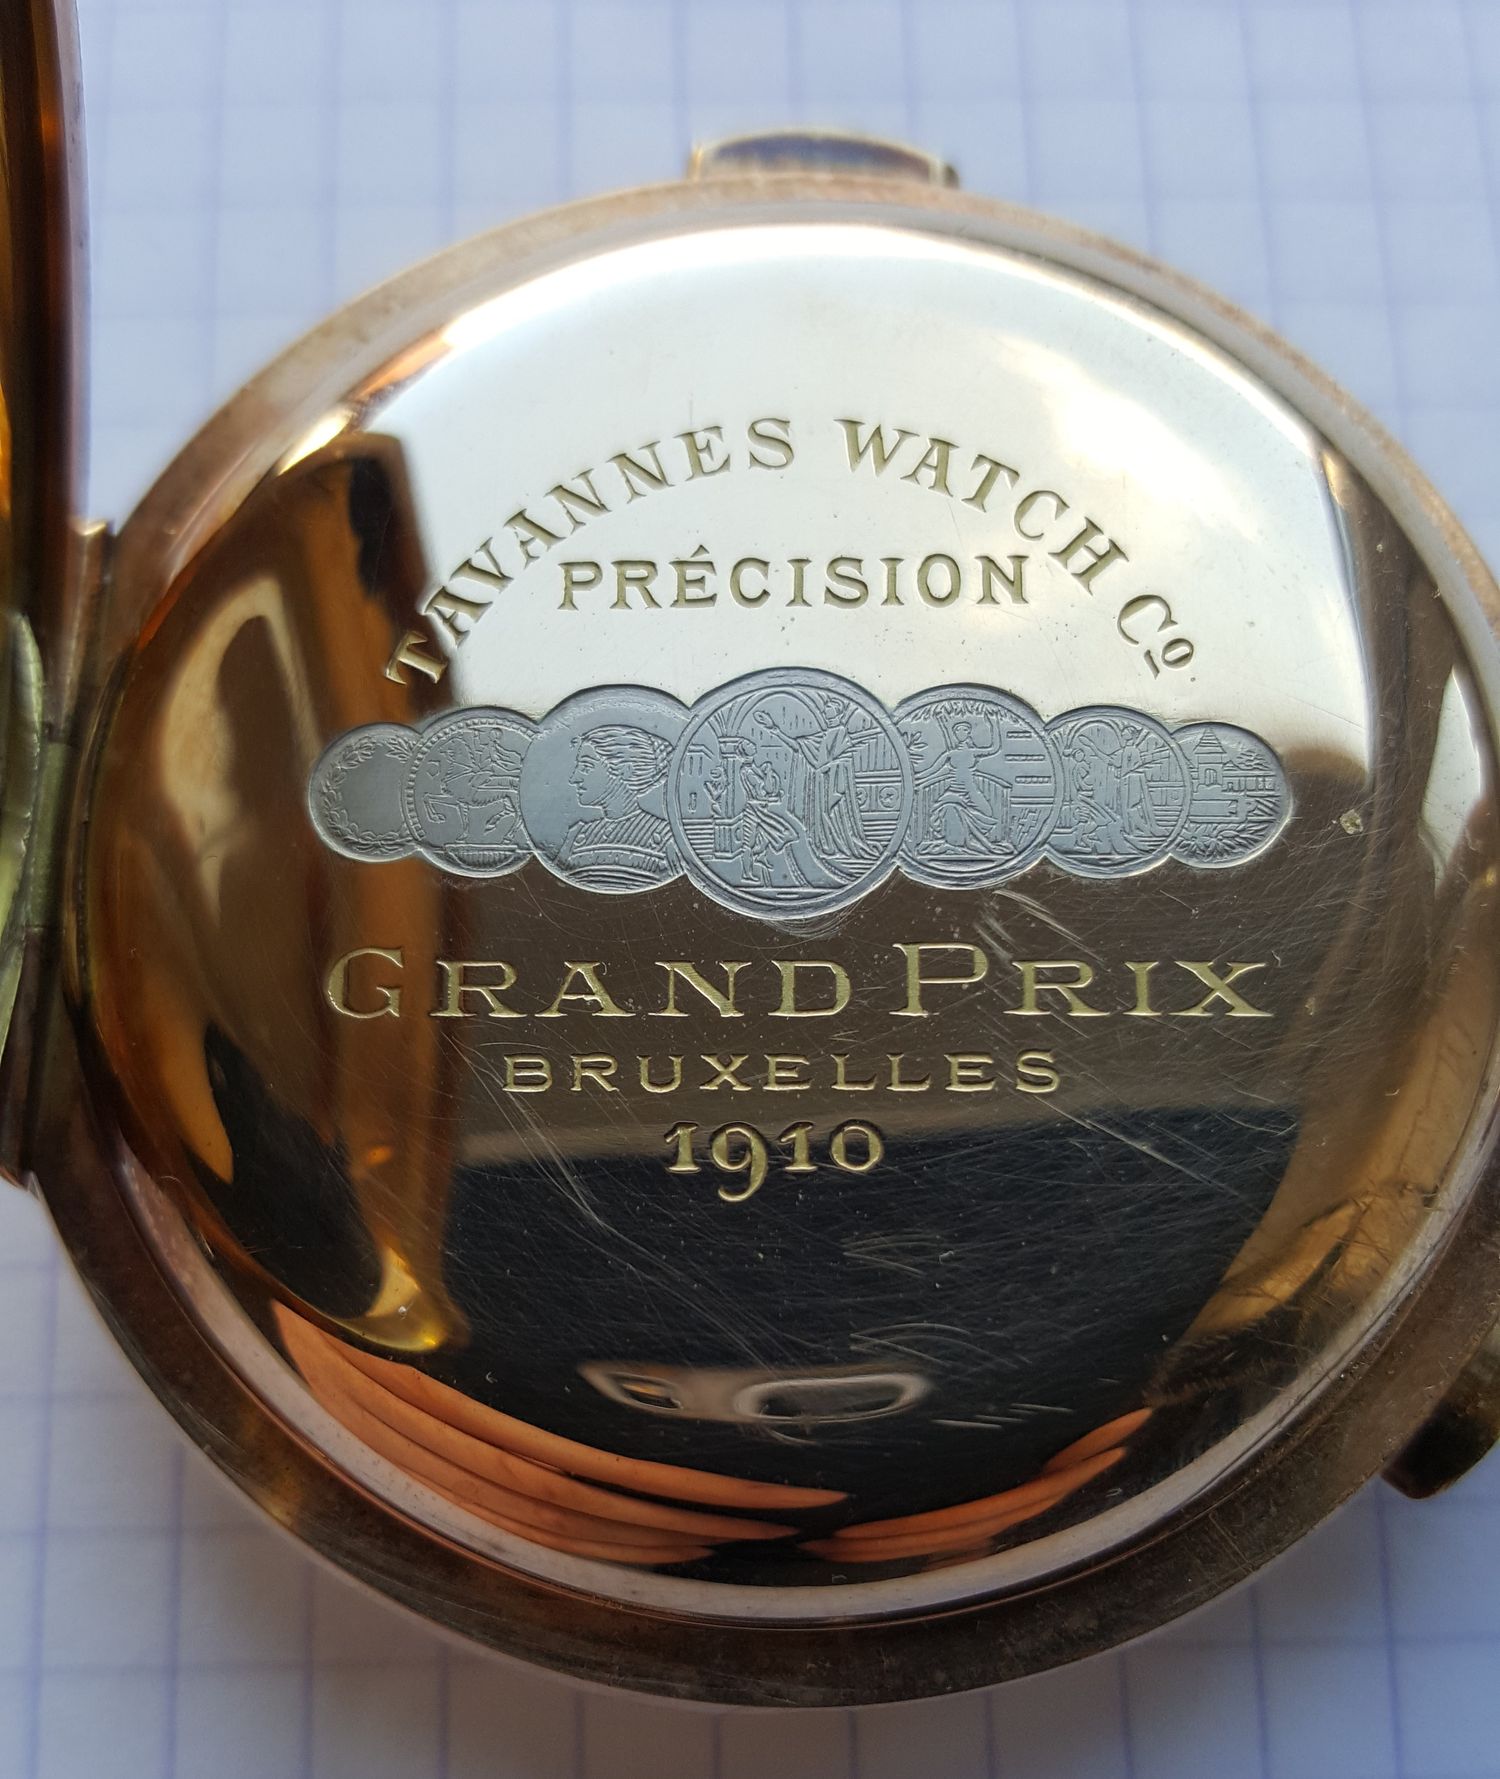 TAVANNES WATCH Cº
PRÉCISION
GRAND PRIX
BRUXELLES
1910